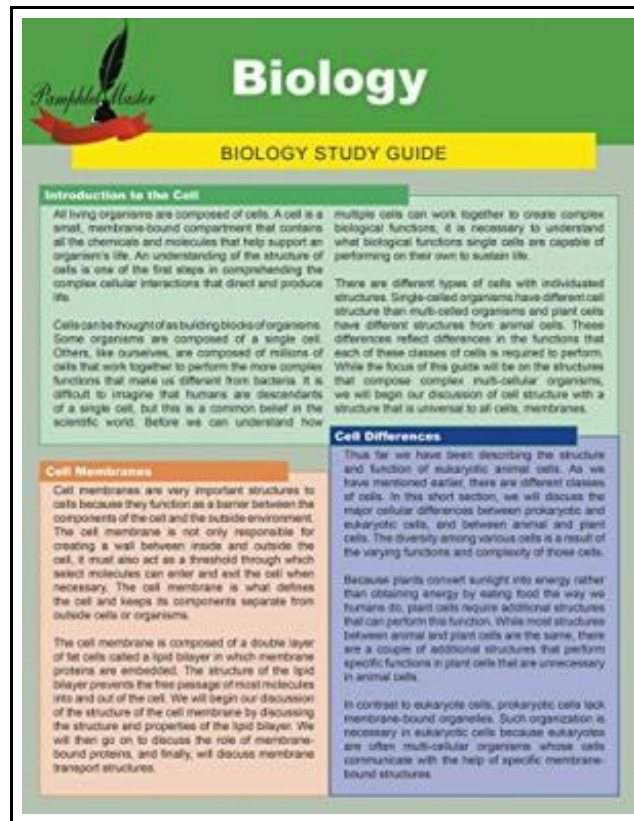 Pamphlet Master
Biology
BIOLOGY STUDY GUIDE
Introduction to the Cell
All living organisms are composed of cells. A cell is a
small, membrane-bound compartment that contains
all the chemicals and molecules that help support an
organism's life. An understanding of the structure of
cells is one of the first steps in comprehending the
complex cellular interactions that direct and produce
life.
Cells can be thought of as building blocks of organisms.
Some organisms are composed of a single cell.
Others, like ourselves, are composed of millions of
cells that work together to perform the more complex
functions that make us different from bacteria. It is
difficult to imagine that humans are descendants
of a single cell, but this is a common belief in the
scientific world. Before we can understand how
multiple cells can work together to create complex
biological functions, it is necessary to understand
what biological functions single cells are capable of
performing on their own to sustain life.
There are different types of cells with individuated
structures. Single-celled organisms have different cell
structure than multi-celled organisms and plant cells
have different structures from animal cells. These
differences reflect differences in the functions that
each of these classes of cells is required to perform.
While the focus of this guide will be on the structures
that compose complex multi-cellular organisms,
we will begin our discussion of cell structure with a
structure that is universal to all cells, membranes.
Cell Membranes
Cell membranes are very important structures to
cells because they function as a barrier between the
components of the cell and the outside environment.
The cell membrane is not only responsible for
creating a wall between inside and outside the
cell, it must also act as a threshold through which
select molecules can enter and exit the cell when
necessary. The cell membrane is what defines
the cell and keeps its components separate from
outside cells or organisms.
The cell membrane is composed of a double layer
of fat cells called a lipid bilayer in which membrane
proteins are embedded. The structure of the lipid
bilayer prevents the free passage of most molecules
into and out of the cell. We will begin our discussion
of the structure of the cell membrane by discussing
the structure and properties of the lipid bilayer. We
will then go on to discuss the role of membrane-
bound proteins, and finally, will discuss membrane
transport structures.
Cell Differences
Thus far we have been describing the structure
and function of eukaryotic animal cells. As we
have mentioned earlier, there are different classes
of cells. In this short section, we will discuss the
major cellular differences between prokaryotic and
eukaryotic cells, and between animal and plant
cells. The diversity among various cells is a result of
the varying functions and complexity of those cells.
Because plants convert sunlight into energy rather
than obtaining energy by eating food the way we
humans do, plant cells require additional structures
that can perform this function. While most structures
between animal and plant cells are the same, there
are a couple of additional structures that perform
specific functions in plant cells that are unnecessary
in animal cells.
In contrast to eukaryote cells, prokaryotic cells lack
membrane-bound organelles. Such organization is
necessary in eukaryotic cells because eukaryotes
are often multi-cellular organisms whose cells
communicate with the help of specific membrane-
bound structures.